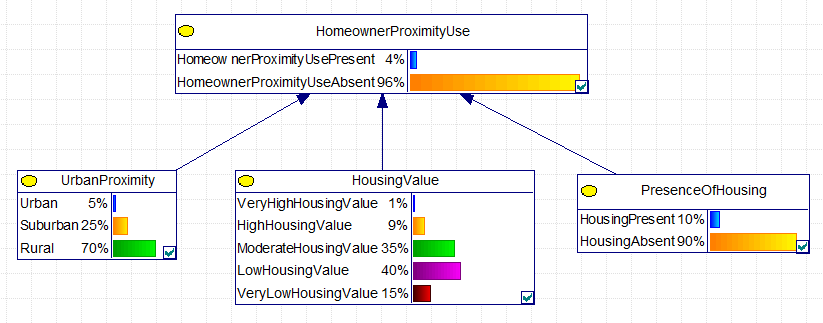 HomeownerProximityUse
Homeow nerProximityUsePresent 4%
HomeownerProximityUseAbsent 96%
UrbanProximity
Urban 5%
Suburban 25%
Rural 70%
HousingValue
VeryHighHousingValue 1%
HighHousingValue 9%
ModerateHousingValue 35%
LowHousingValue 40%
VeryLowHousingValue 15%
PresenceOfHousing
HousingPresent 10%
HousingAbsent 90%